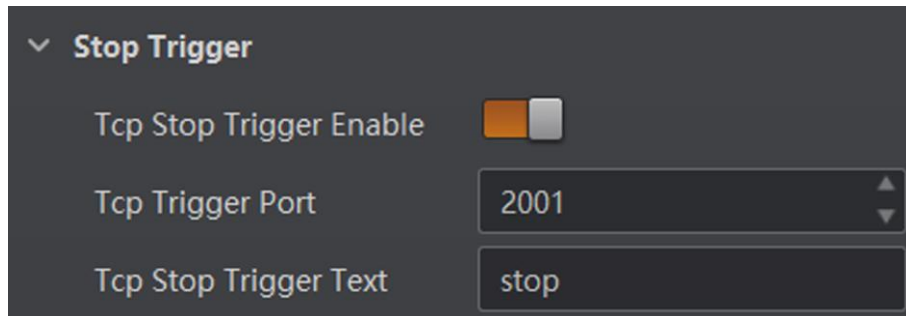 Stop Trigger
Tcp Stop Trigger Enable
Tcp Trigger Port 2001
Tcp Stop Trigger Text stop